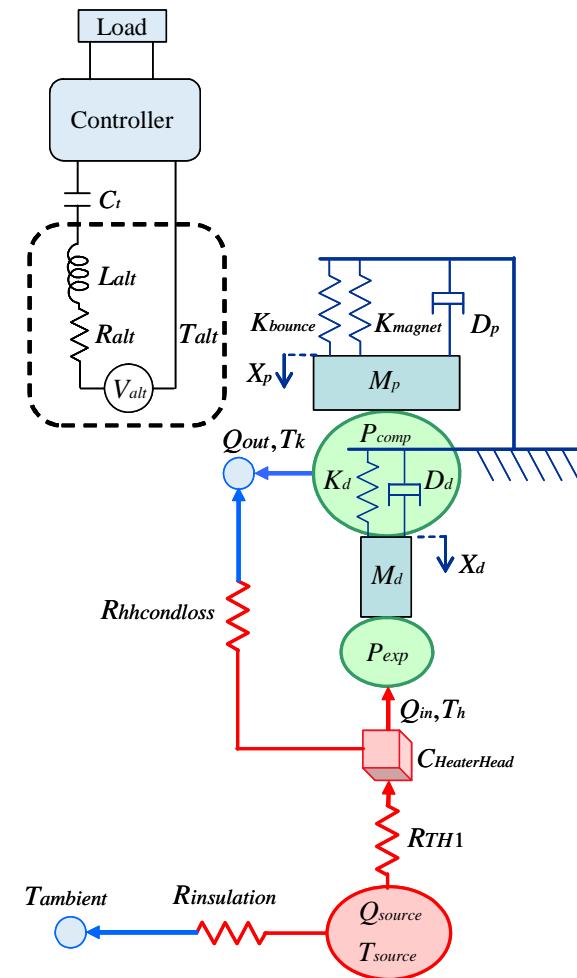 Load
Controller
Ct
Lalt
Ralt
Talt
Valt
Kbounce
Kmagnet
Dp
Xp
Mp
Pcomp
Qout,Tk
Kd
Dd
Xd
Md
Rhhcondloss
Pexp
Qin,Th
CHeaterHead
RTH1
Tambient
Rinsulation
Qsource
Tsource